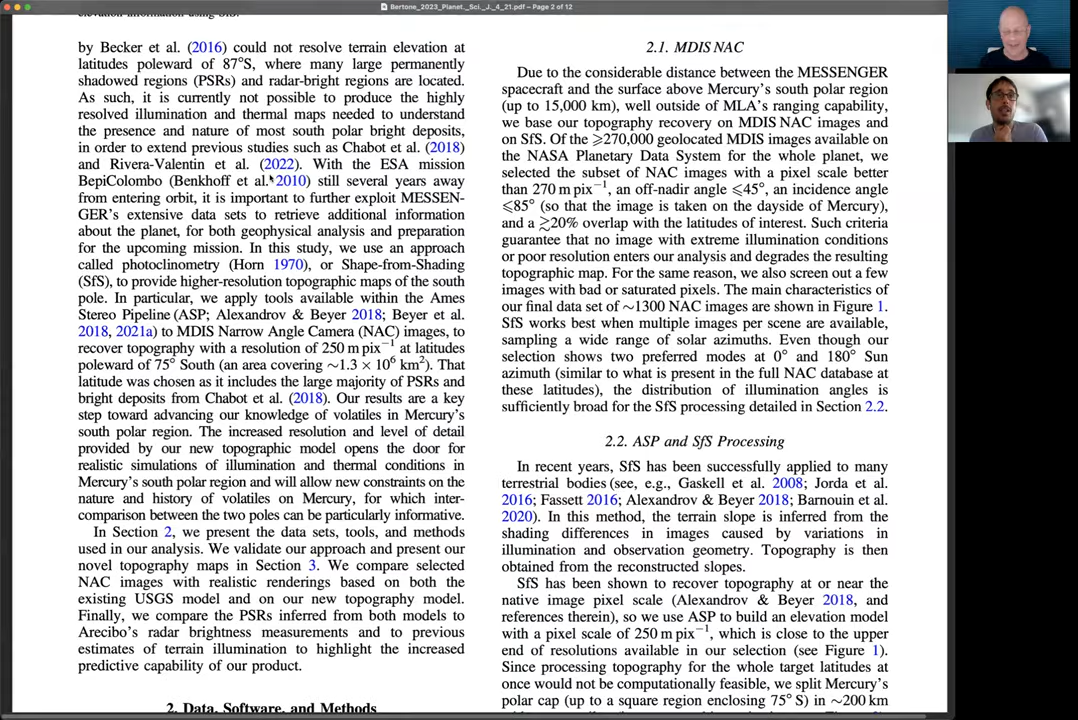 Bertone_2023_Planet._Sci._J._4_21.pdf - Page 2 of 12
elevation information using SfS.
by Becker et al. (2016) could not resolve terrain elevation at
latitudes poleward of 87°S, where many large permanently
shadowed regions (PSRs) and radar-bright regions are located.
As such, it is currently not possible to produce the highly
resolved illumination and thermal maps needed to understand
the presence and nature of most south polar bright deposits,
in order to extend previous studies such as Chabot et al. (2018)
and Rivera-Valentin et al. (2022). With the ESA mission
BepiColombo (Benkhoff et al. 2010) still several years away
from entering orbit, it is important to further exploit MESSEN-
GER's extensive data sets to retrieve additional information
about the planet, for both geophysical analysis and preparation
for the upcoming mission. In this study, we use an approach
called photoclinometry (Horn 1970), or Shape-from-Shading
(SfS), to provide higher-resolution topographic maps of the south
pole. In particular, we apply tools available within the Ames
Stereo Pipeline (ASP; Alexandrov & Beyer 2018; Beyer et al.
2018, 2021a) to MDIS Narrow Angle Camera (NAC) images, to
recover topography with a resolution of 250 m pix⁻¹ at latitudes
poleward of 75° South (an area covering ~1.3 × 10⁶ km²). That
latitude was chosen as it includes the large majority of PSRs and
bright deposits from Chabot et al. (2018). Our results are a key
step toward advancing our knowledge of volatiles in Mercury's
south polar region. The increased resolution and level of detail
provided by our new topographic model opens the door for
realistic simulations of illumination and thermal conditions in
Mercury's south polar region and will allow new constraints on the
nature and history of volatiles on Mercury, for which inter-
comparison between the two poles can be particularly informative.
In Section 2, we present the data sets, tools, and methods
used in our analysis. We validate our approach and present our
novel topography maps in Section 3. We compare selected
NAC images with realistic renderings based on both the
existing USGS model and on our new topography model.
Finally, we compare the PSRs inferred from both models to
Arecibo's radar brightness measurements and to previous
estimates of terrain illumination to highlight the increased
predictive capability of our product.
2. Data, Software, and Methods
2.1. MDIS NAC
Due to the considerable distance between the MESSENGER
spacecraft and the surface above Mercury's south polar region
(up to 15,000 km), well outside of MLA's ranging capability,
we base our topography recovery on MDIS NAC images and
on SfS. Of the ⩾270,000 geolocated MDIS images available on
the NASA Planetary Data System for the whole planet, we
selected the subset of NAC images with a pixel scale better
than 270 m pix⁻¹, an off-nadir angle ⩽45°, an incidence angle
⩽85° (so that the image is taken on the dayside of Mercury),
and a ≳20% overlap with the latitudes of interest. Such criteria
guarantee that no image with extreme illumination conditions
or poor resolution enters our analysis and degrades the resulting
topographic map. For the same reason, we also screen out a few
images with bad or saturated pixels. The main characteristics of
our final data set of ~1300 NAC images are shown in Figure 1.
SfS works best when multiple images per scene are available,
sampling a wide range of solar azimuths. Even though our
selection shows two preferred modes at 0° and 180° Sun
azimuth (similar to what is present in the full NAC database at
these latitudes), the distribution of illumination angles is
sufficiently broad for the SfS processing detailed in Section 2.2.
2.2. ASP and SfS Processing
In recent years, SfS has been successfully applied to many
terrestrial bodies (see, e.g., Gaskell et al. 2008; Jorda et al.
2016; Fassett 2016; Alexandrov & Beyer 2018; Barnouin et al.
2020). In this method, the terrain slope is inferred from the
shading differences in images caused by variations in
illumination and observation geometry. Topography is then
obtained from the reconstructed slopes.
SfS has been shown to recover topography at or near the
native image pixel scale (Alexandrov & Beyer 2018, and
references therein), so we use ASP to build an elevation model
with a pixel scale of 250 m pix⁻¹, which is close to the upper
end of resolutions available in our selection (see Figure 1).
Since processing topography for the whole target latitudes at
once would not be computationally feasible, we split Mercury's
polar cap (up to a square region enclosing 75° S) in ~200 km